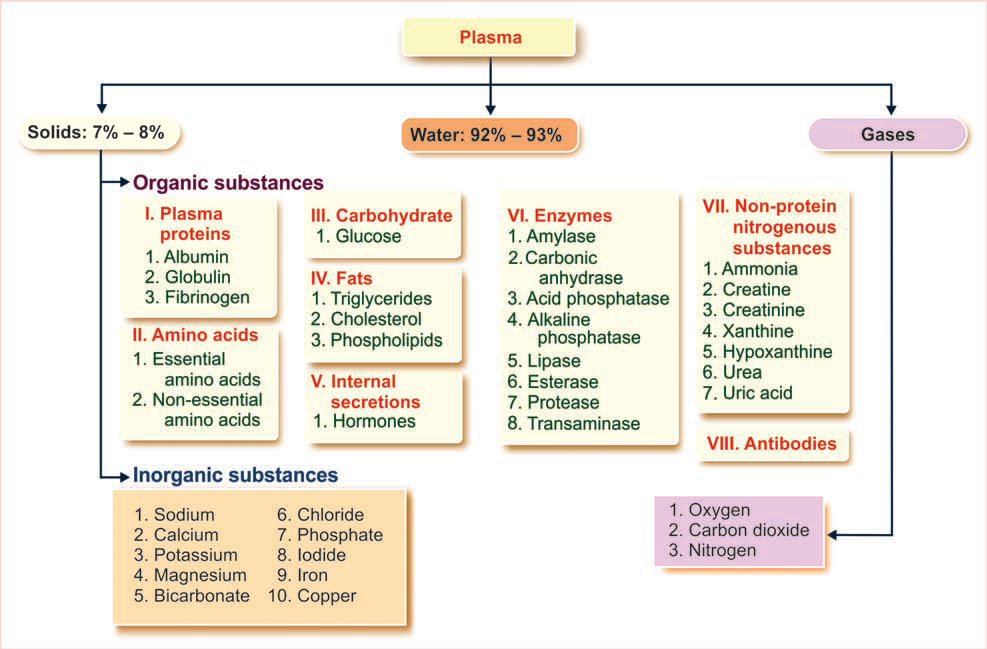 Plasma
Solids: 7% – 8%
Water: 92% – 93%
Gases
Organic substances
I. Plasma
proteins
1. Albumin
2. Globulin
3. Fibrinogen
II. Amino acids
1. Essential
amino acids
2. Non-essential
amino acids
III. Carbohydrate
1. Glucose
IV. Fats
1. Triglycerides
2. Cholesterol
3. Phospholipids
V. Internal
secretions
1. Hormones
VI. Enzymes
1. Amylase
2. Carbonic
anhydrase
3. Acid phosphatase
4. Alkaline
phosphatase
5. Lipase
6. Esterase
7. Protease
8. Transaminase
VII. Non-protein
nitrogenous
substances
1. Ammonia
2. Creatine
3. Creatinine
4. Xanthine
5. Hypoxanthine
6. Urea
7. Uric acid
VIII. Antibodies
Inorganic substances
1. Sodium
2. Calcium
3. Potassium
4. Magnesium
5. Bicarbonate
6. Chloride
7. Phosphate
8. Iodide
9. Iron
10. Copper
1. Oxygen
2. Carbon dioxide
3. Nitrogen